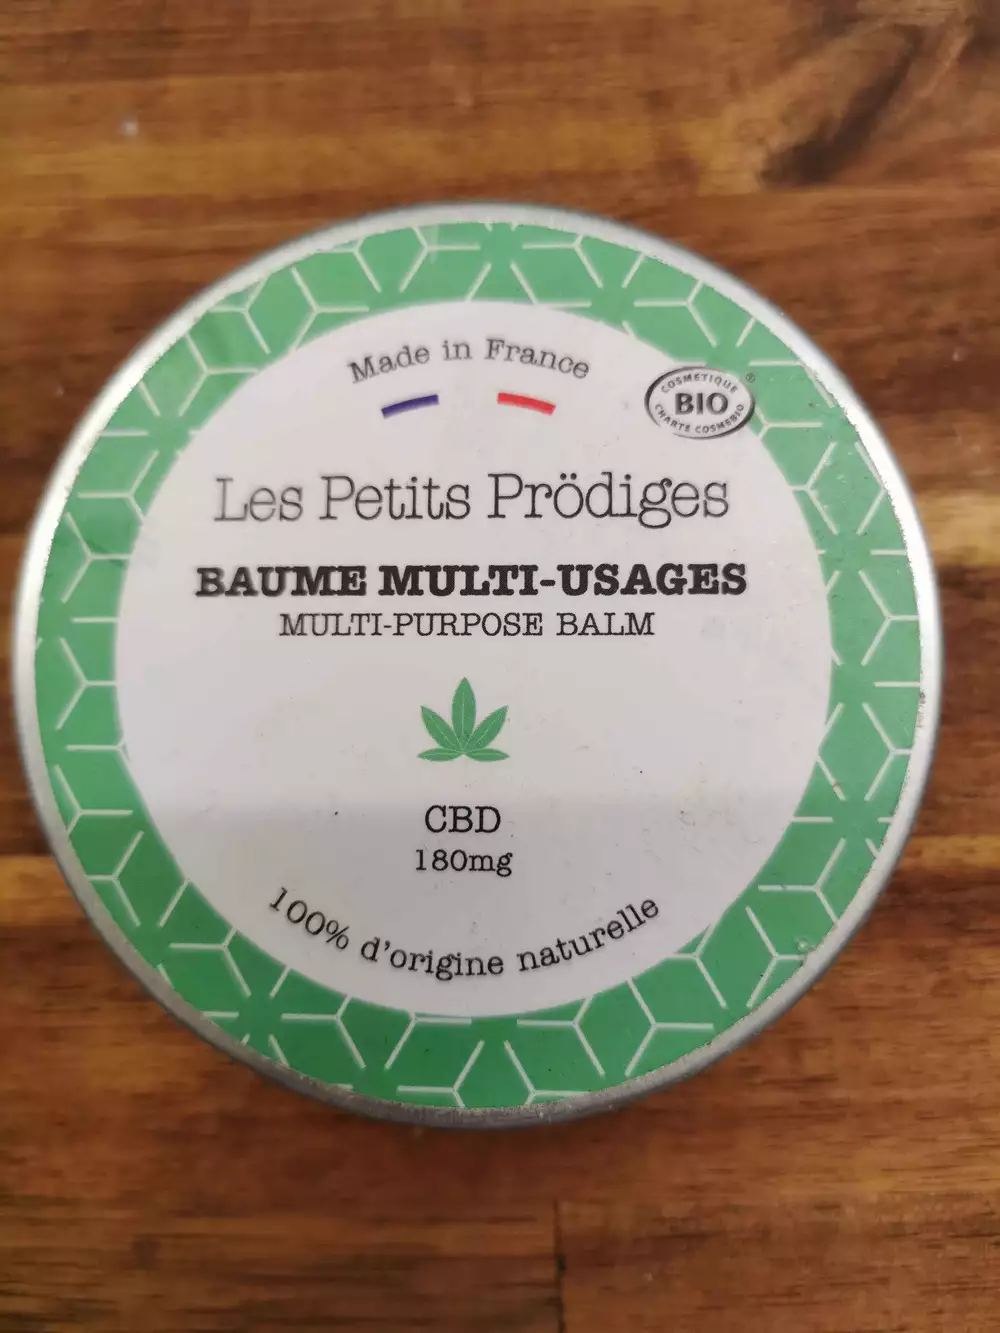 Made in France
COSMETIQUE
BIO
CHARTE COSMEBIO
®
Les Petits Prödiges
BAUME MULTI-USAGES
MULTI-PURPOSE BALM
CBD
180mg
100% d'origine naturelle